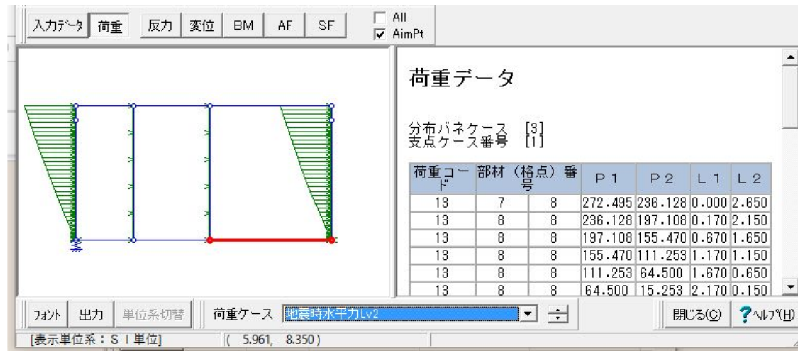 入力データ 荷重 反力 変位 BM AF SF All
AimPt
荷重データ
分布バネケース [3]
支点ケース番号 [1]
荷重コード 部材（格点）番号 P 1 P 2 L 1 L 2
13 7 8 272.495 236.128 0.000 2.650
13 8 8 236.128 197.108 0.170 2.150
13 8 8 197.108 155.470 0.670 1.650
13 8 8 155.470 111.253 1.170 1.150
13 8 8 111.253 64.500 1.670 0.650
13 8 8 64.500 15.253 2.170 0.150
フォント 出力 単位系切替 荷重ケース 地震時水平力Lv2 閉じる(C) ?ヘルプ(H)
[表示単位系：ＳＩ単位] ( 5.961, 8.350)